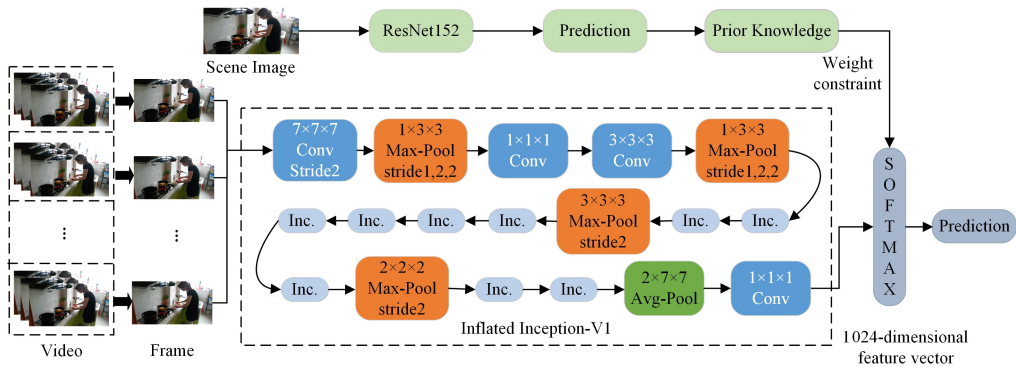 Scene Image
ResNet152
Prediction
Prior Knowledge
Weight
constraint
7×7×7
Conv
Stride2
1×3×3
Max-Pool
stride1,2,2
1×1×1
Conv
3×3×3
Conv
1×3×3
Max-Pool
stride1,2,2
Inc.
Inc.
Inc.
Inc.
3×3×3
Max-Pool
stride2
Inc.
Inc.
Inc.
2×2×2
Max-Pool
stride2
Inc.
Inc.
2×7×7
Avg-Pool
1×1×1
Conv
Inflated Inception-V1
...
...
Video
Frame
S
O
F
T
M
A
X
Prediction
1024-dimensional
feature vector